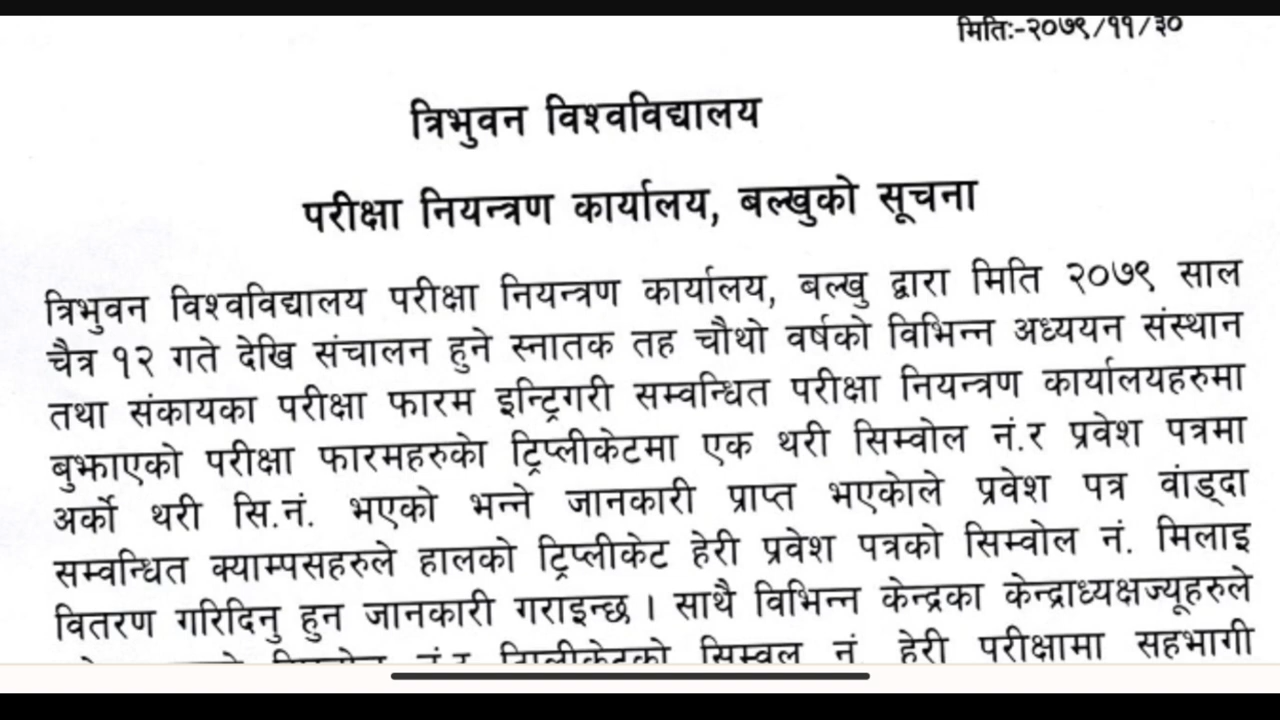 मितिः-२०७९/११/३०
त्रिभुवन विश्वविद्यालय
परीक्षा नियन्त्रण कार्यालय, बल्खुको सूचना
त्रिभुवन विश्वविद्यालय परीक्षा नियन्त्रण कार्यालय, बल्खु द्वारा मिति २०७९ साल
चैत्र १२ गते देखि संचालन हुने स्नातक तह चौथो वर्षको विभिन्न अध्ययन संस्थान
तथा संकायका परीक्षा फारम इन्ट्रिगरी सम्वन्धित परीक्षा नियन्त्रण कार्यालयहरुमा
बुझाएको परीक्षा फारमहरुकेा ट्रिप्लीकेटमा एक थरी सिम्वोल नं.र प्रवेश पत्रमा
अर्को थरी सि.नं. भएको भन्ने जानकारी प्राप्त भएकेाले प्रवेश पत्र वांड्दा
सम्वन्धित क्याम्पसहरुले हालको ट्रिप्लीकेट हेरी प्रवेश पत्रको सिम्वोल नं. मिलाइ
वितरण गरिदिनु हुन जानकारी गराइन्छ । साथै विभिन्न केन्द्रका केन्द्राध्यक्षज्यूहरुले
सिम्वोल नं.र ट्रिप्लीकेटको सिम्वल नं. हेरी परीक्षामा सहभागी